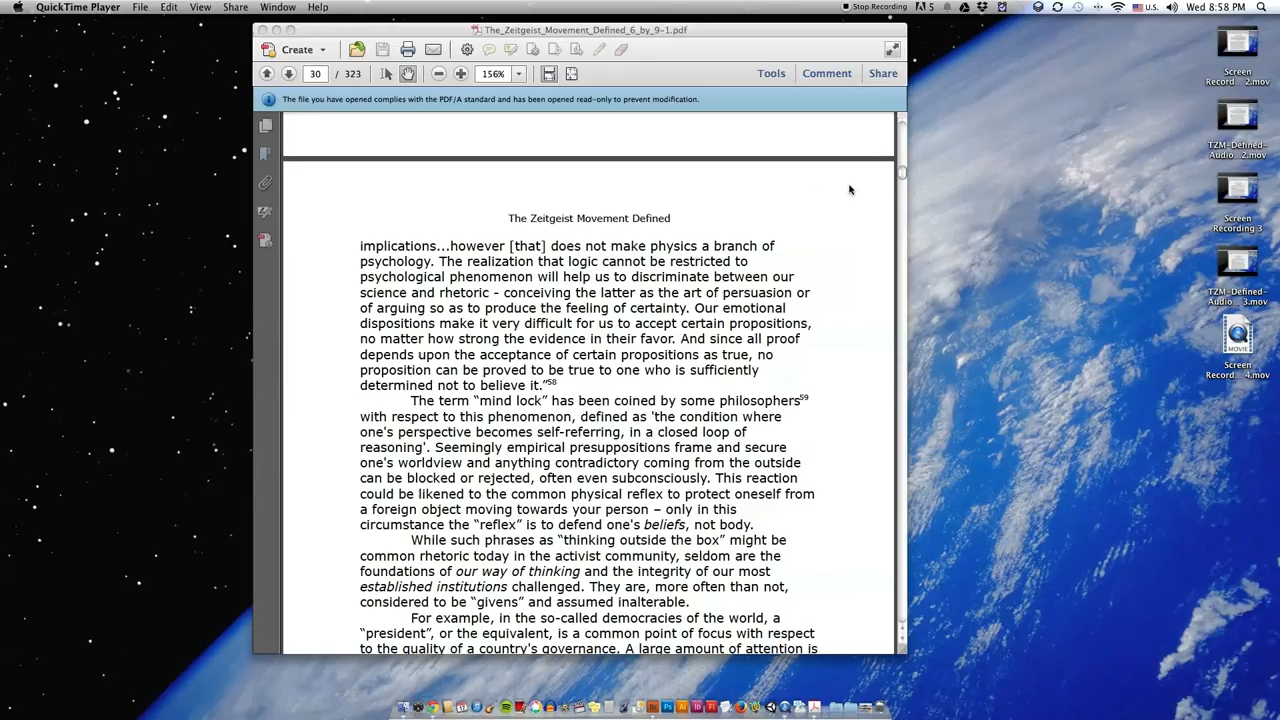 QuickTime Player File Edit View Share Window Help
Stop Recording 5 U.S. Wed 8:58 PM
The_Zeitgeist_Movement_Defined_6_by_9-1.pdf
Create
30 / 323 156% Tools Comment Share
The file you have opened complies with the PDF/A standard and has been opened read-only to prevent modification.
The Zeitgeist Movement Defined
implications…however [that] does not make physics a branch of
psychology. The realization that logic cannot be restricted to
psychological phenomenon will help us to discriminate between our
science and rhetoric - conceiving the latter as the art of persuasion or
of arguing so as to produce the feeling of certainty. Our emotional
dispositions make it very difficult for us to accept certain propositions,
no matter how strong the evidence in their favor. And since all proof
depends upon the acceptance of certain propositions as true, no
proposition can be proved to be true to one who is sufficiently
determined not to believe it.”58
The term “mind lock” has been coined by some philosophers59
with respect to this phenomenon, defined as 'the condition where
one's perspective becomes self-referring, in a closed loop of
reasoning'. Seemingly empirical presuppositions frame and secure
one's worldview and anything contradictory coming from the outside
can be blocked or rejected, often even subconsciously. This reaction
could be likened to the common physical reflex to protect oneself from
a foreign object moving towards your person – only in this
circumstance the “reflex” is to defend one's beliefs, not body.
While such phrases as “thinking outside the box” might be
common rhetoric today in the activist community, seldom are the
foundations of our way of thinking and the integrity of our most
established institutions challenged. They are, more often than not,
considered to be “givens” and assumed inalterable.
For example, in the so-called democracies of the world, a
“president”, or the equivalent, is a common point of focus with respect
to the quality of a country's governance. A large amount of attention is
Screen
Record... 2.mov
TZM-Defined-
Audio...2.mov
Screen
Recording 3
TZM-Defined-
Audio... 3.mov
MOVIE
Screen
Record... 4.mov